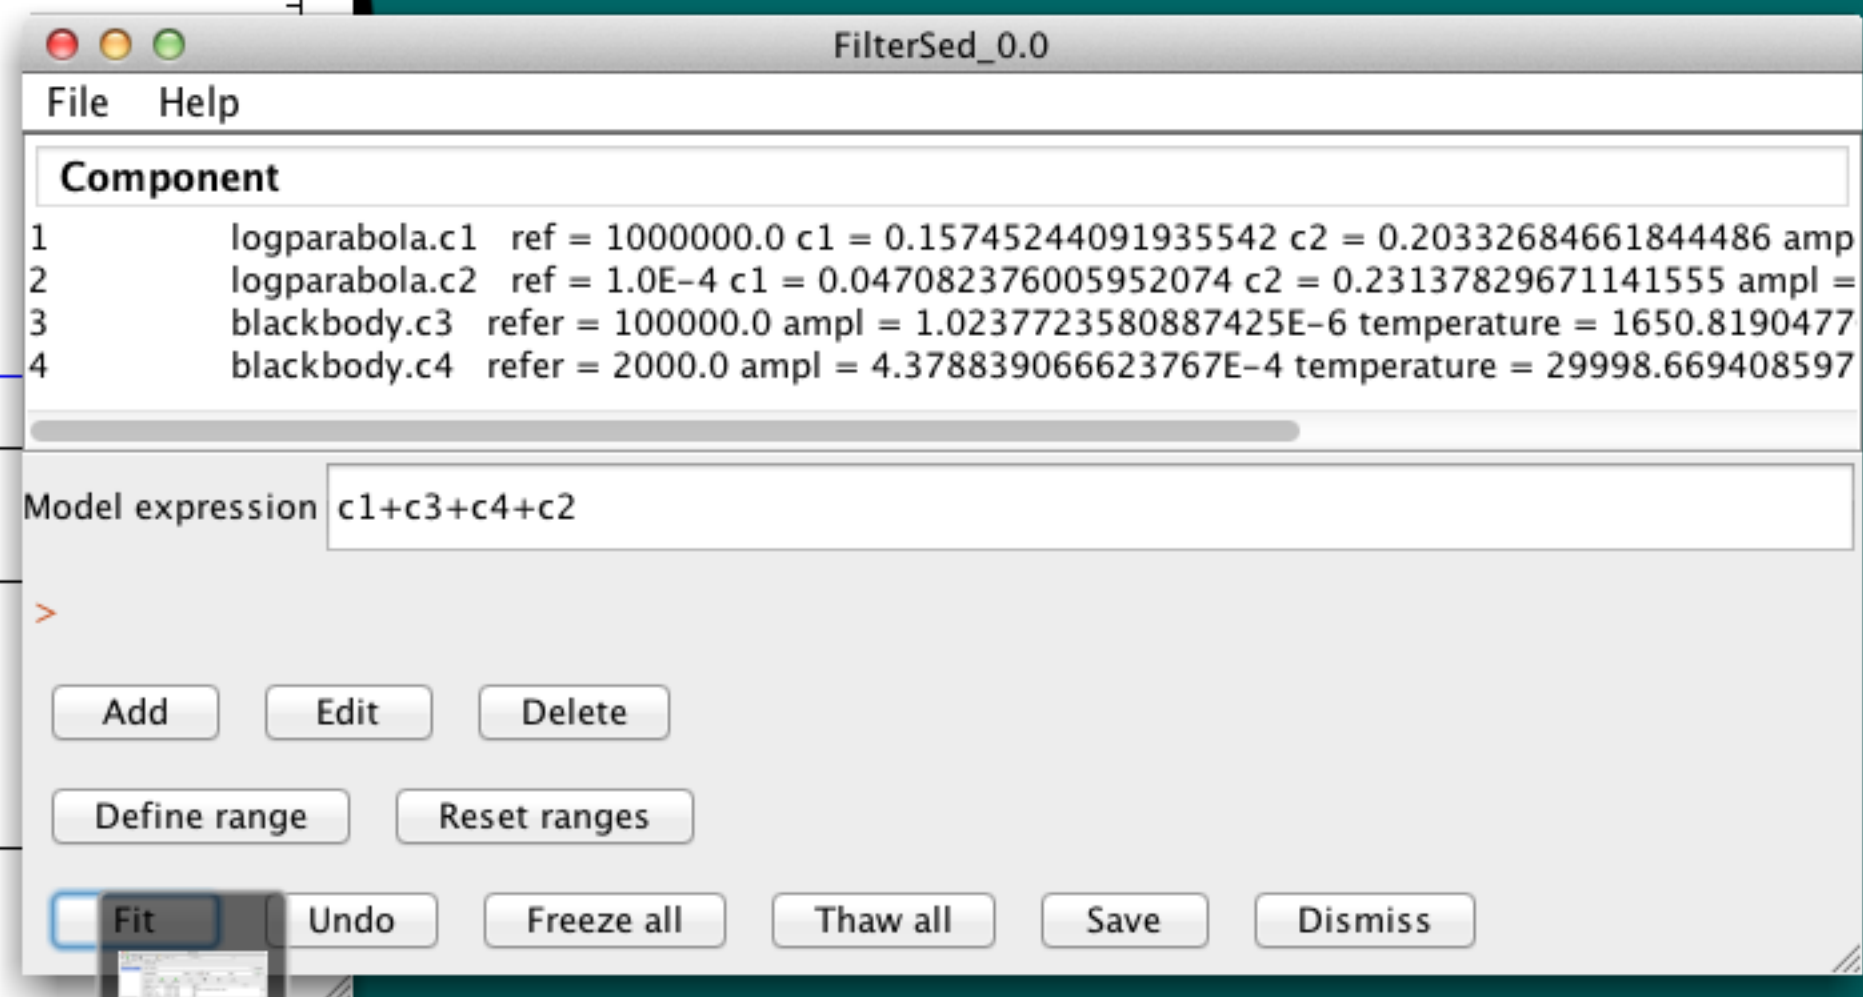 FilterSed_0.0
File Help
Component
1 logparabola.c1 ref = 1000000.0 c1 = 0.15745244091935542 c2 = 0.20332684661844486 amp
2 logparabola.c2 ref = 1.0E-4 c1 = 0.047082376005952074 c2 = 0.23137829671141555 ampl =
3 blackbody.c3 refer = 100000.0 ampl = 1.0237723580887425E-6 temperature = 1650.8190477
4 blackbody.c4 refer = 2000.0 ampl = 4.378839066623767E-4 temperature = 29998.669408597
Model expression c1+c3+c4+c2
>
Add Edit Delete
Define range Reset ranges
Fit Undo Freeze all Thaw all Save Dismiss